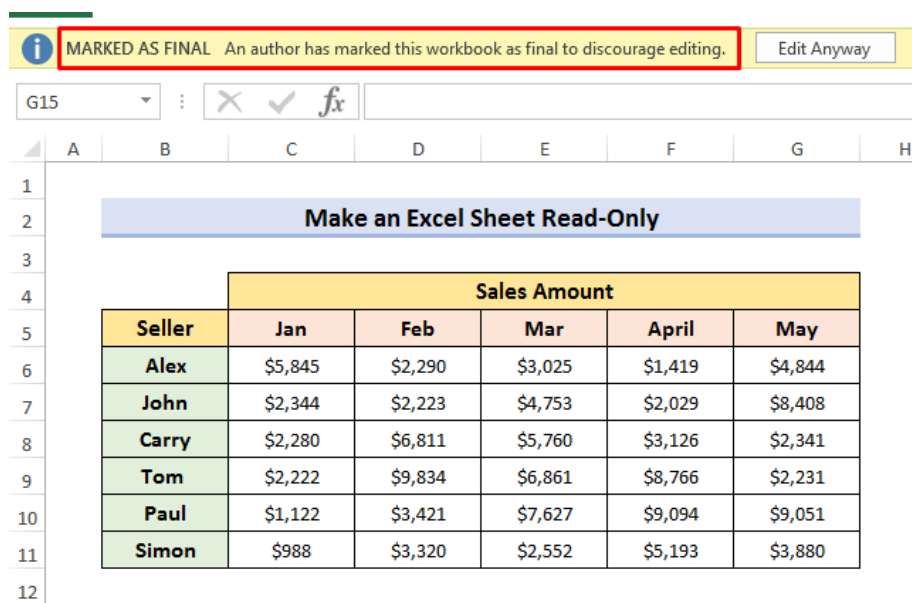 MARKED AS FINAL An author has marked this workbook as final to discourage editing. Edit Anyway
G15 fx
A B C D E F G H
1
2 Make an Excel Sheet Read-Only
3
4 Sales Amount
5 Seller Jan Feb Mar April May
6 Alex $5,845 $2,290 $3,025 $1,419 $4,844
7 John $2,344 $2,223 $4,753 $2,029 $8,408
8 Carry $2,280 $6,811 $5,760 $3,126 $2,341
9 Tom $2,222 $9,834 $6,861 $8,766 $2,231
10 Paul $1,122 $3,421 $7,627 $9,094 $9,051
11 Simon $988 $3,320 $2,552 $5,193 $3,880
12